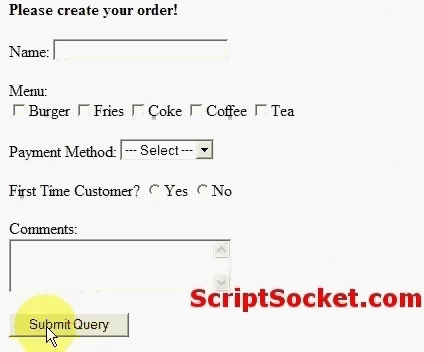 Please create your order!
Name:
Menu:
Burger Fries Coke Coffee Tea
Payment Method: --- Select ---
First Time Customer? Yes No
Comments:
ScriptSocket.com
Submit Query